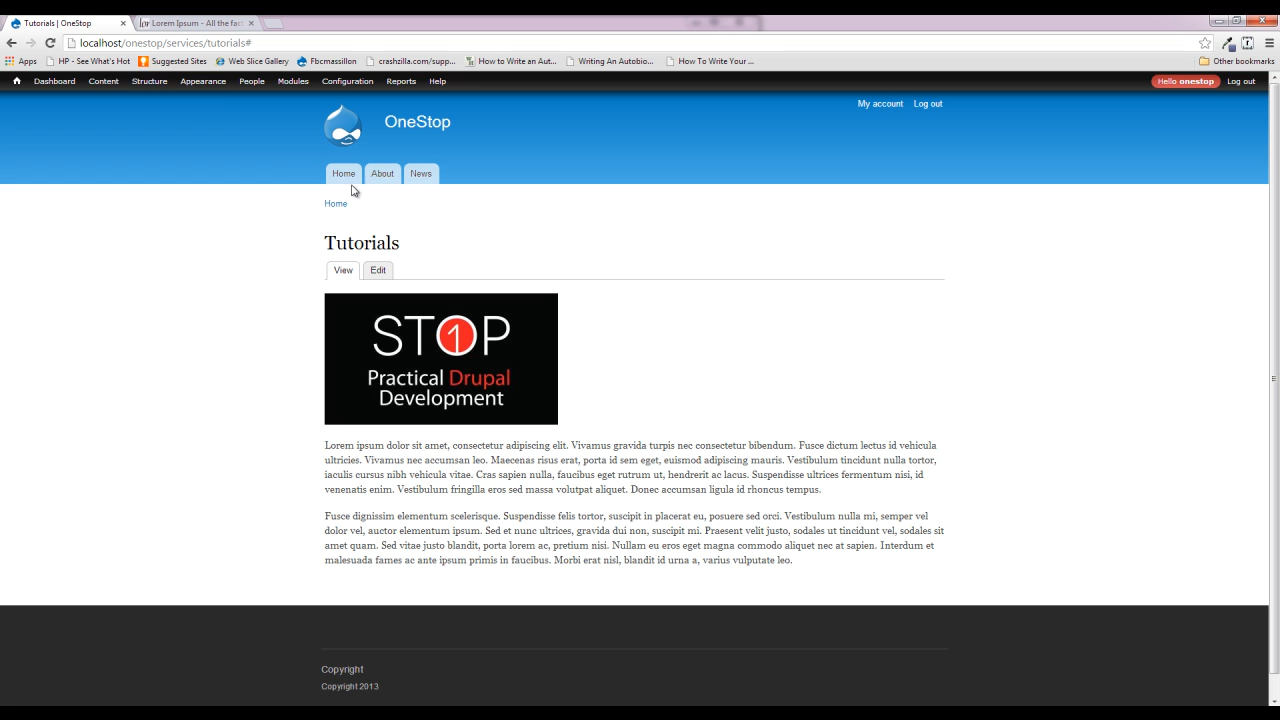 Tutorials | OneStop
Lorem Ipsum - All the fac
localhost/onestop/services/tutorials#
Apps HP - See What's Hot Suggested Sites Web Slice Gallery Fbcmassillon crashzilla.com/supp... How to Write an Aut... Writing An Autobio... How To Write Your ... Other bookmarks
Dashboard Content Structure Appearance People Modules Configuration Reports Help Hello onestop Log out
My account Log out
OneStop
Home About News
Home
Tutorials
View Edit
ST1P
Practical Drupal
Development
Lorem ipsum dolor sit amet, consectetur adipiscing elit. Vivamus gravida turpis nec consectetur bibendum. Fusce dictum lectus id vehicula
ultricies. Vivamus nec accumsan leo. Maecenas risus erat, porta id sem eget, euismod adipiscing mauris. Vestibulum tincidunt nulla tortor,
iaculis cursus nibh vehicula vitae. Cras sapien nulla, faucibus eget rutrum ut, hendrerit ac lacus. Suspendisse ultrices fermentum nisi, id
venenatis enim. Vestibulum fringilla eros sed massa volutpat aliquet. Donec accumsan ligula id rhoncus tempus.
Fusce dignissim elementum scelerisque. Suspendisse felis tortor, suscipit in placerat eu, posuere sed orci. Vestibulum nulla mi, semper vel
dolor vel, auctor elementum ipsum. Sed et nunc ultrices, gravida dui non, suscipit mi. Praesent velit justo, sodales ut tincidunt vel, sodales sit
amet quam. Sed vitae justo blandit, porta lorem ac, pretium nisi. Nullam eu eros eget magna commodo aliquet nec at sapien. Interdum et
malesuada fames ac ante ipsum primis in faucibus. Morbi erat nisl, blandit id urna a, varius vulputate leo.
Copyright
Copyright 2013